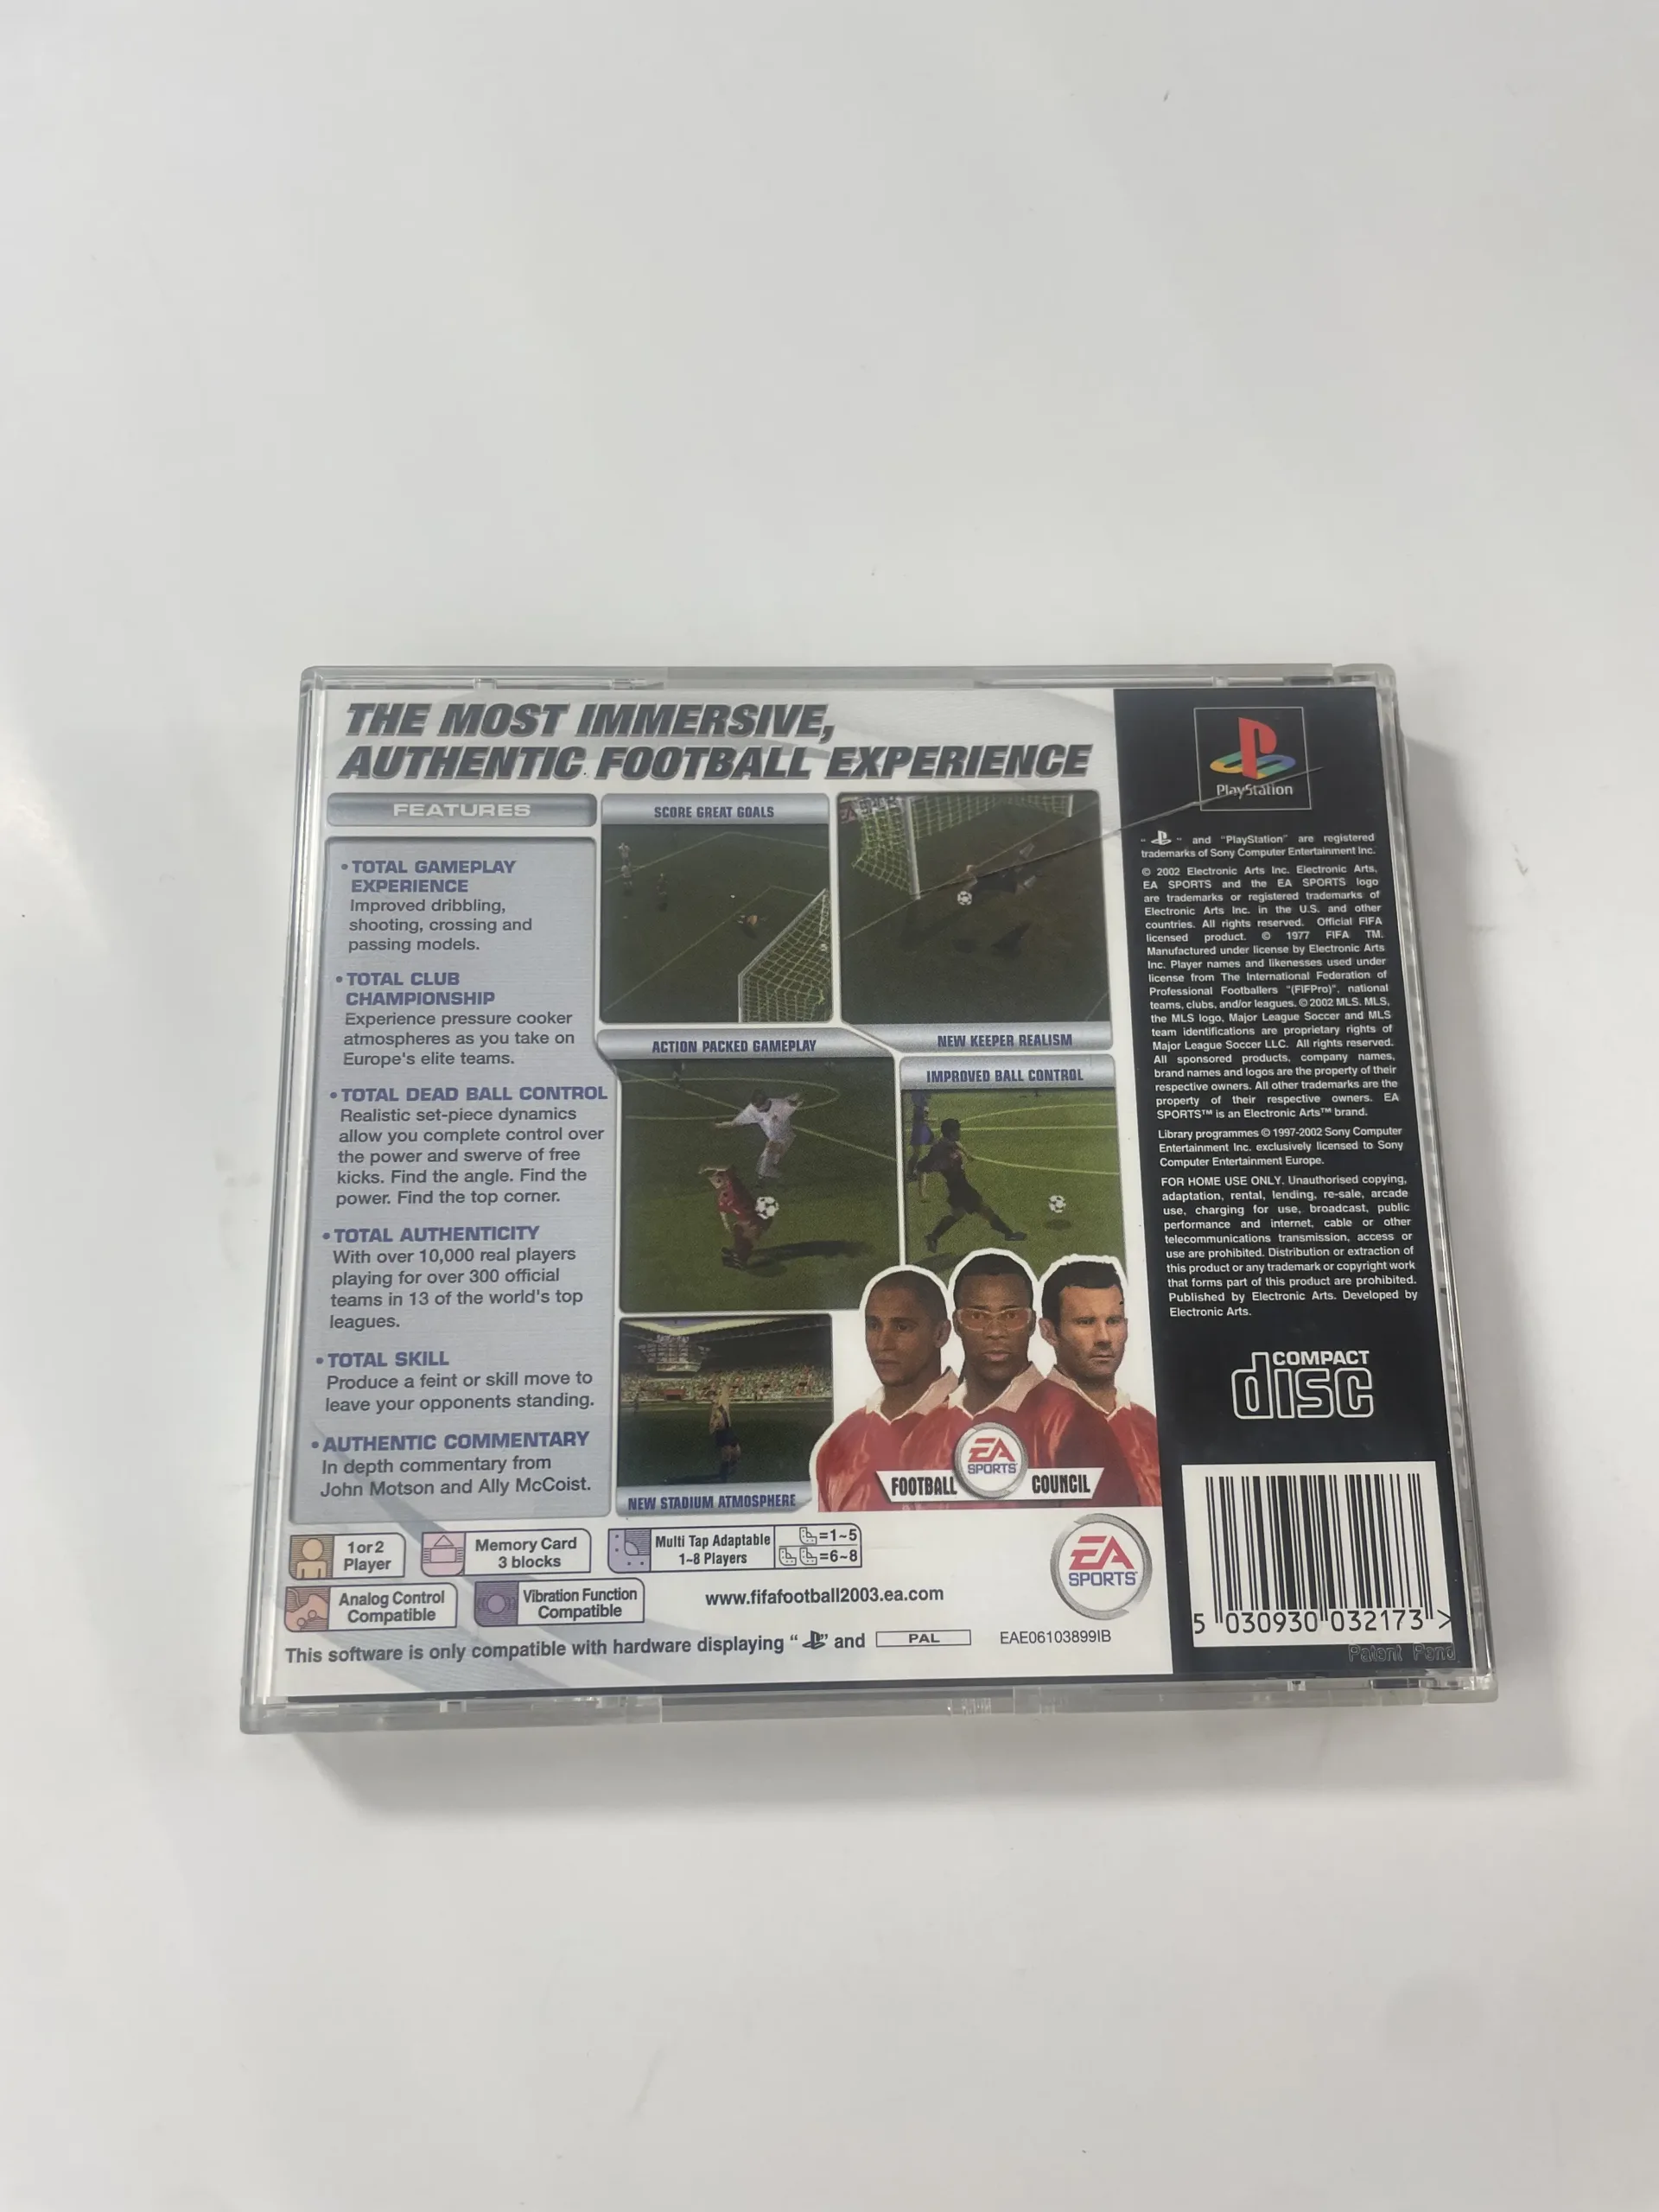 THE MOST IMMERSIVE,
AUTHENTIC FOOTBALL EXPERIENCE
FEATURES
• TOTAL GAMEPLAY
EXPERIENCE
Improved dribbling,
shooting, crossing and
passing models.
• TOTAL CLUB
CHAMPIONSHIP
Experience pressure cooker
atmospheres as you take on
Europe's elite teams.
• TOTAL DEAD BALL CONTROL
Realistic set-piece dynamics
allow you complete control over
the power and swerve of free
kicks. Find the angle. Find the
power. Find the top corner.
• TOTAL AUTHENTICITY
With over 10,000 real players
playing for over 300 official
teams in 13 of the world's top
leagues.
• TOTAL SKILL
Produce a feint or skill move to
leave your opponents standing.
• AUTHENTIC COMMENTARY
In depth commentary from
John Motson and Ally McCoist.
SCORE GREAT GOALS
NEW KEEPER REALISM
ACTION PACKED GAMEPLAY
IMPROVED BALL CONTROL
NEW STADIUM ATMOSPHERE
EA
SPORTS
FOOTBALL COUNCIL
1 or 2
Player
Memory Card
3 blocks
Multi Tap Adaptable
1~8 Players
=1~5
=6~8
Analog Control
Compatible
Vibration Function
Compatible
www.fifafootball2003.ea.com
EA
SPORTS
This software is only compatible with hardware displaying " " and PAL
EAE06103899IB
PlayStation
" " and "PlayStation" are registered
trademarks of Sony Computer Entertainment Inc.
© 2002 Electronic Arts Inc. Electronic Arts,
EA SPORTS and the EA SPORTS logo
are trademarks or registered trademarks of
Electronic Arts Inc. in the U.S. and other
countries. All rights reserved. Official FIFA
licensed product. © 1977 FIFA TM.
Manufactured under license by Electronic Arts
Inc. Player names and likenesses used under
license from The International Federation of
Professional Footballers "(FIFPro)", national
teams, clubs, and/or leagues. © 2002 MLS. MLS,
the MLS logo, Major League Soccer and MLS
team identifications are proprietary rights of
Major League Soccer LLC. All rights reserved.
All sponsored products, company names,
brand names and logos are the property of their
respective owners. All other trademarks are the
property of their respective owners. EA
SPORTS™ is an Electronic Arts™ brand.
Library programmes © 1997-2002 Sony Computer
Entertainment Inc. exclusively licensed to Sony
Computer Entertainment Europe.
FOR HOME USE ONLY. Unauthorised copying,
adaptation, rental, lending, re-sale, arcade
use, charging for use, broadcast, public
performance and internet, cable or other
telecommunications transmission, access or
use are prohibited. Distribution or extraction of
this product or any trademark or copyright work
that forms part of this product are prohibited.
Published by Electronic Arts. Developed by
Electronic Arts.
COMPACT
disc
5 030930 032173 >
Patent Pend